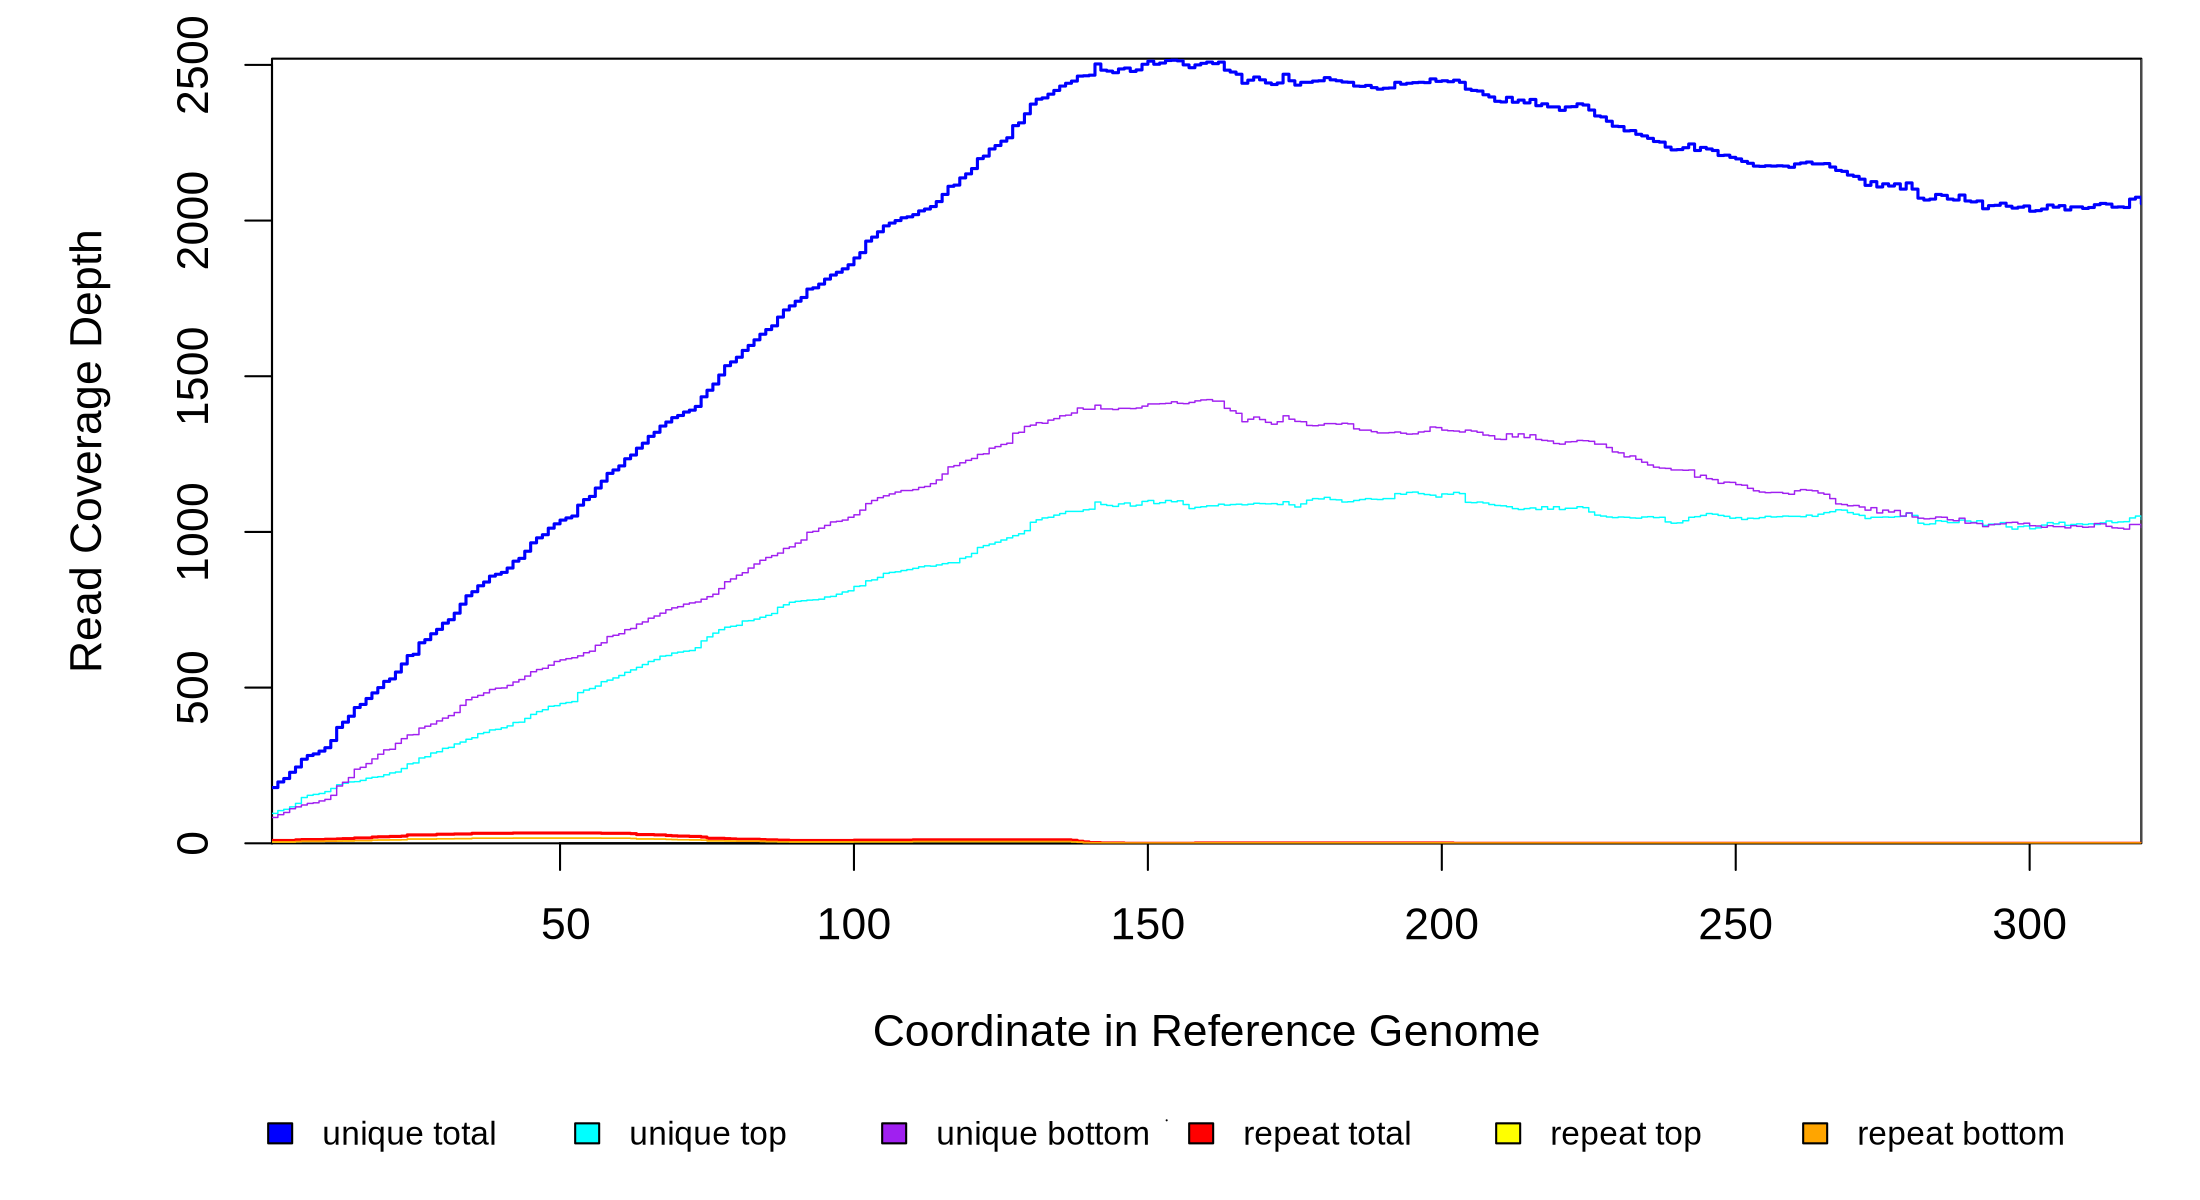 2500
2000
1500
1000
500
0
Read Coverage Depth
50 100 150 200 250 300
Coordinate in Reference Genome
unique total unique top unique bottom repeat total repeat top repeat bottom